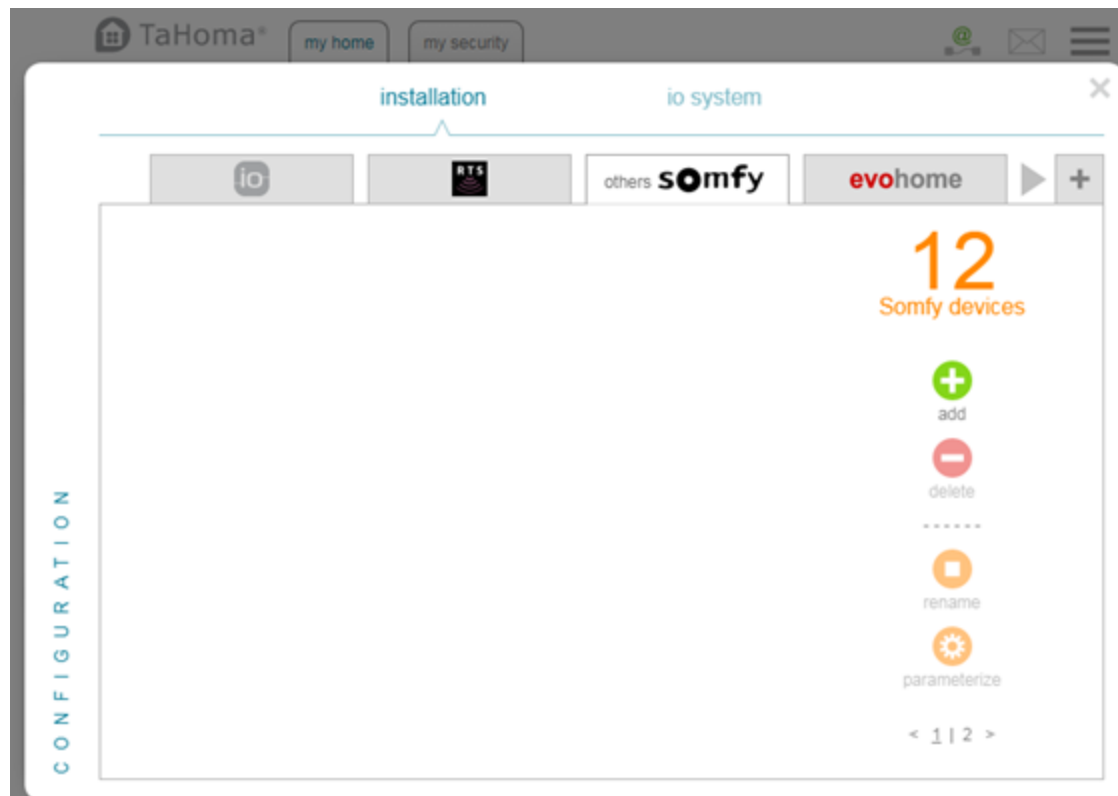 TaHoma®
my home
my security
@
installation
io system
io
RTS
others somfy
evohome
+
12
Somfy devices
add
delete
rename
parameterize
< 1 | 2 >
CONFIGURATION